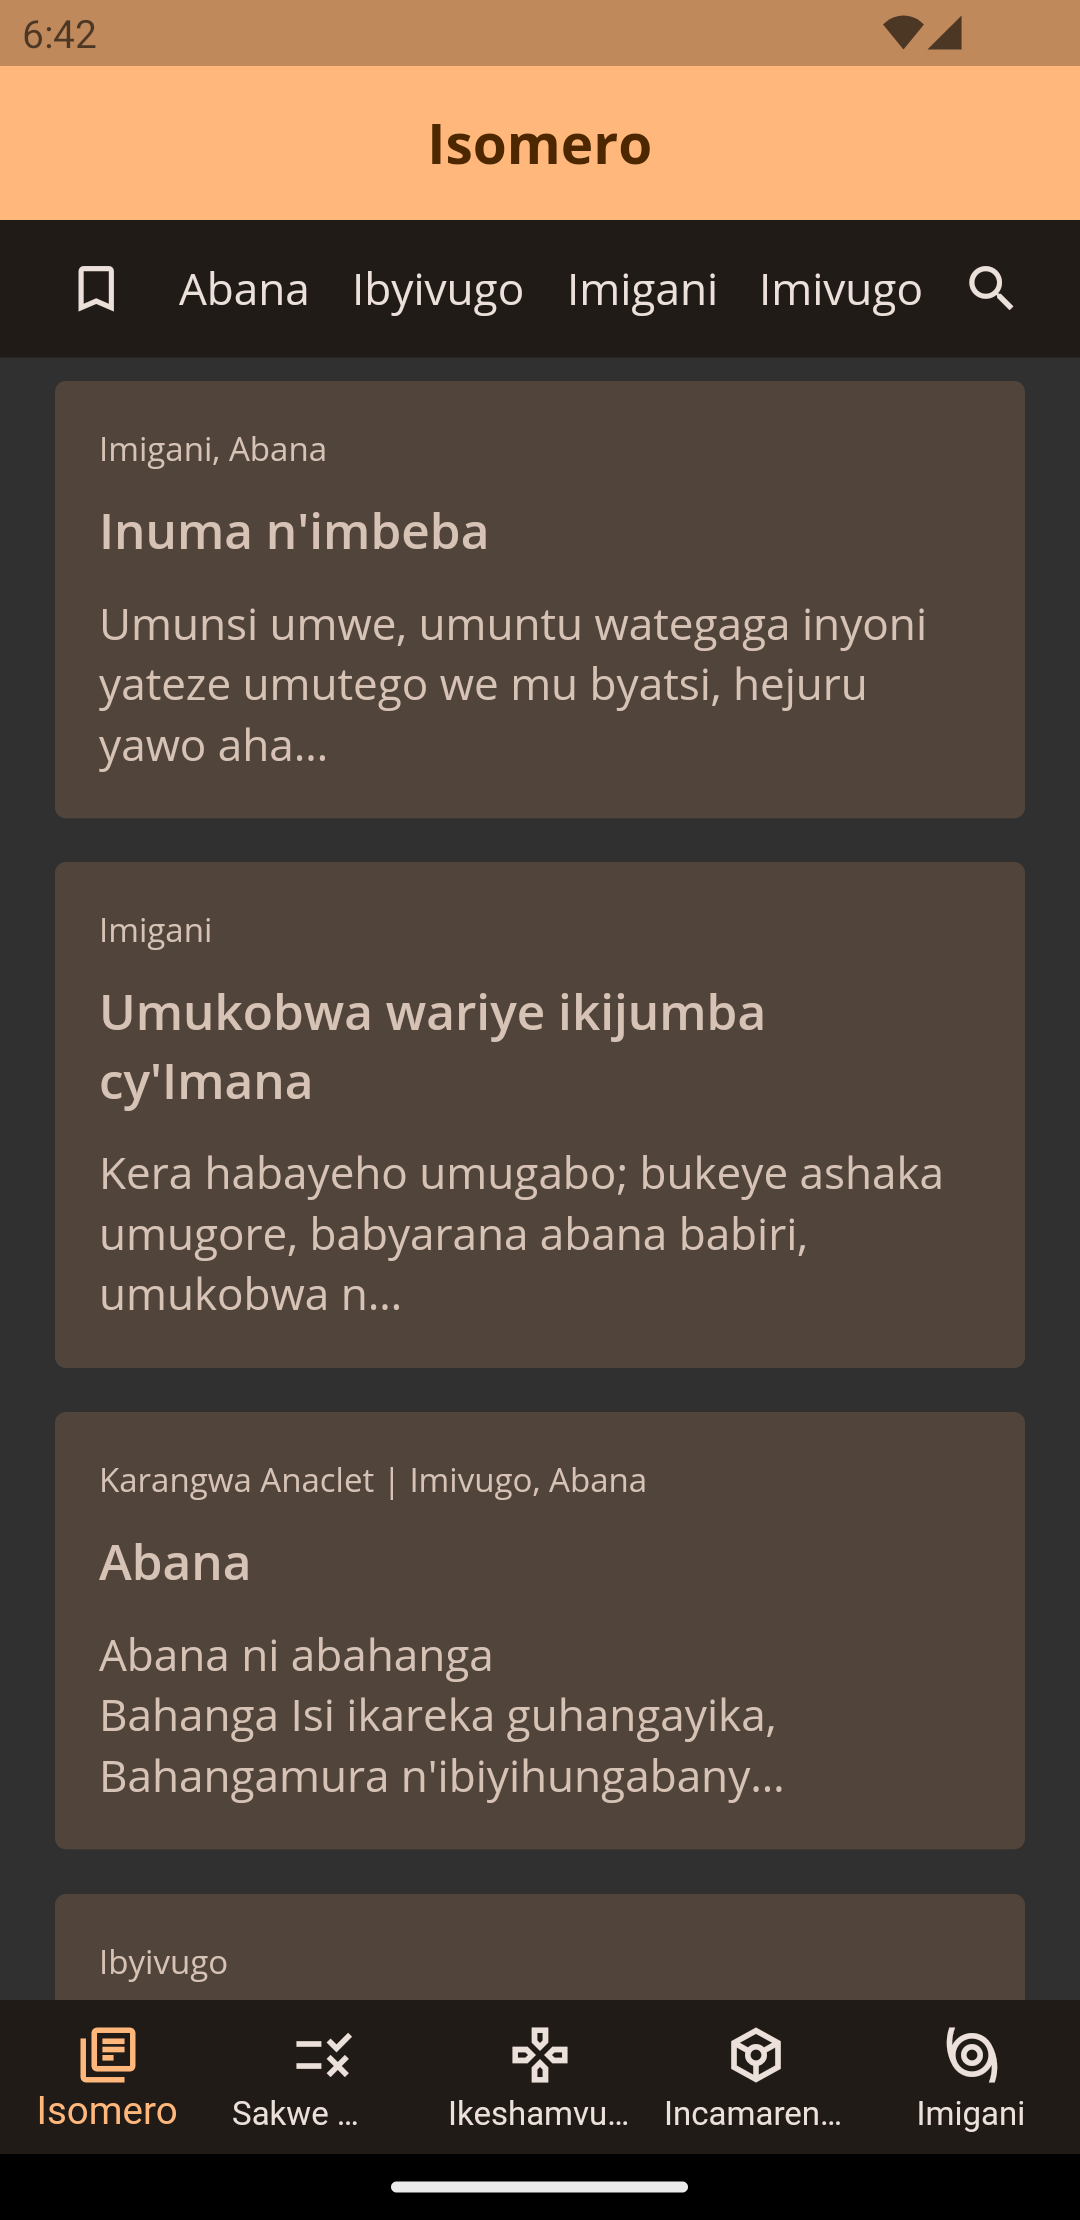 6:42
Isomero
Abana Ibyivugo Imigani Imivugo
Imigani, Abana
Inuma n'imbeba
Umunsi umwe, umuntu wategaga inyoni
yateze umutego we mu byatsi, hejuru
yawo aha...
Imigani
Umukobwa wariye ikijumba
cy'Imana
Kera habayeho umugabo; bukeye ashaka
umugore, babyarana abana babiri,
umukobwa n...
Karangwa Anaclet | Imivugo, Abana
Abana
Abana ni abahanga
Bahanga Isi ikareka guhangayika,
Bahangamura n'ibiyihungabany...
Ibyivugo
Isomero Sakwe ... Ikeshamvu... Incamaren... Imigani